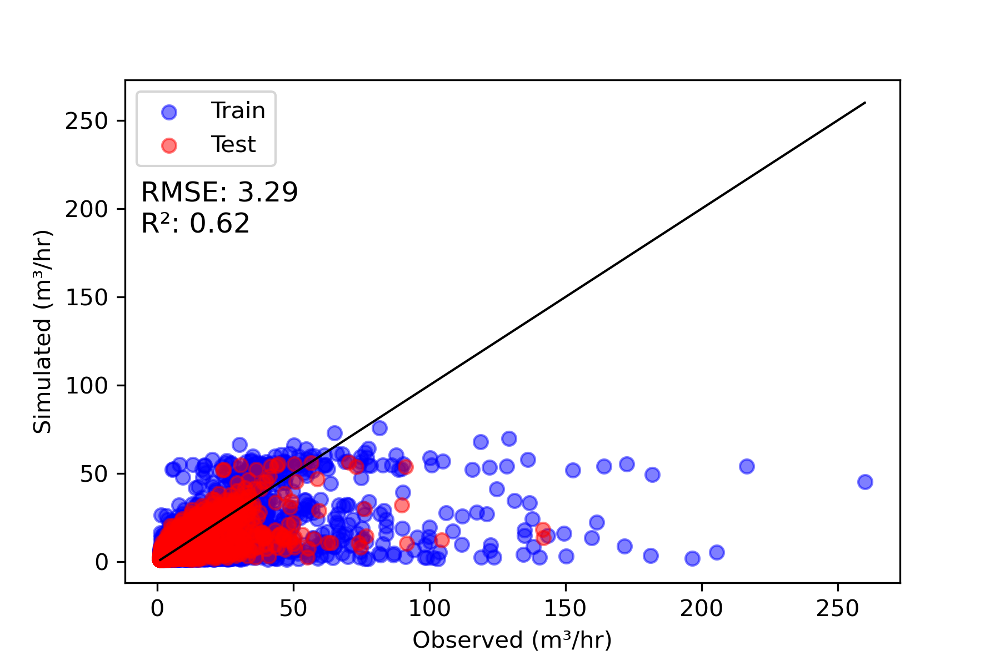 Train
Test
RMSE: 3.29
R²: 0.62
Simulated (m³/hr)
250
200
150
100
50
0
0 50 100 150 200 250
Observed (m³/hr)